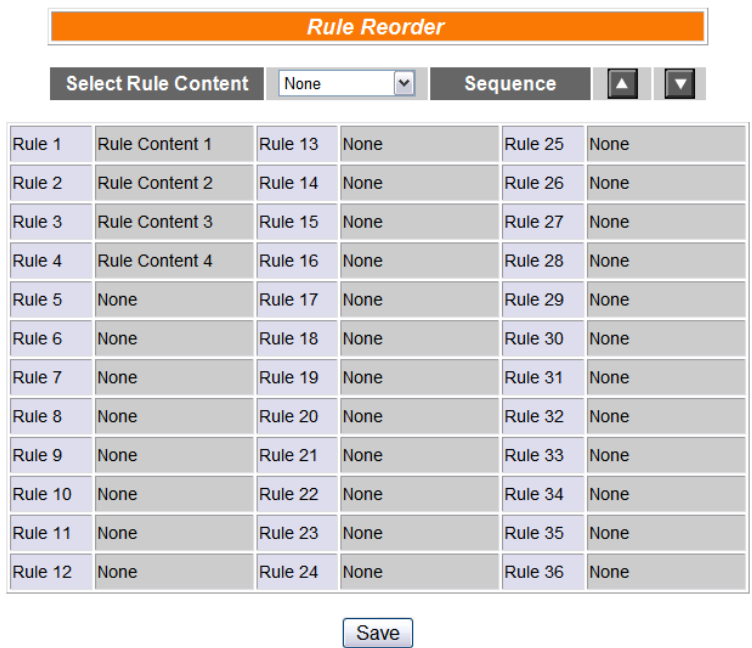 Rule Reorder
Select Rule Content None Sequence
Rule 1 Rule Content 1 Rule 13 None Rule 25 None
Rule 2 Rule Content 2 Rule 14 None Rule 26 None
Rule 3 Rule Content 3 Rule 15 None Rule 27 None
Rule 4 Rule Content 4 Rule 16 None Rule 28 None
Rule 5 None Rule 17 None Rule 29 None
Rule 6 None Rule 18 None Rule 30 None
Rule 7 None Rule 19 None Rule 31 None
Rule 8 None Rule 20 None Rule 32 None
Rule 9 None Rule 21 None Rule 33 None
Rule 10 None Rule 22 None Rule 34 None
Rule 11 None Rule 23 None Rule 35 None
Rule 12 None Rule 24 None Rule 36 None
Save